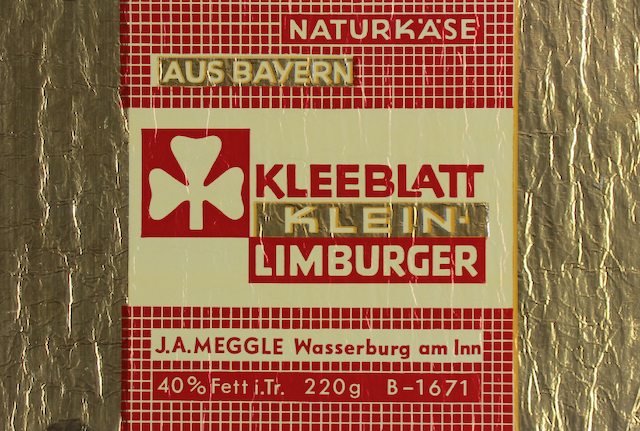 NATURKÄSE
AUS BAYERN
KLEEBLATT
KLEIN-
LIMBURGER
J.A.MEGGLE Wasserburg am Inn
40% Fett i.Tr. 220g B-1671